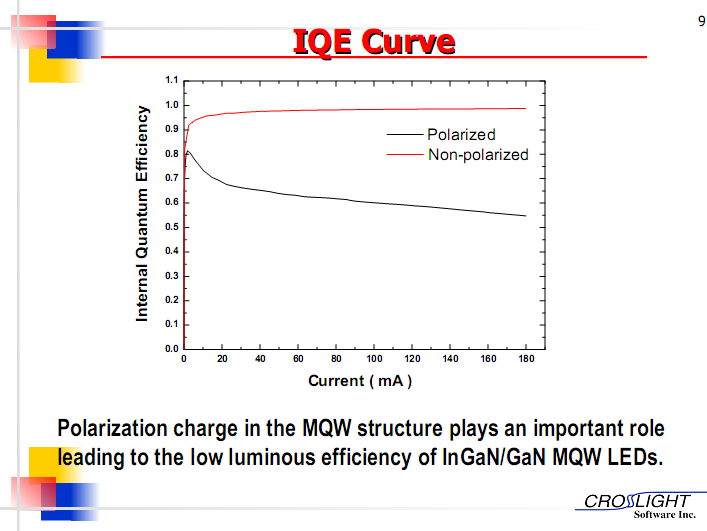 9
IQE Curve
1.1
1.0
0.9
0.8
0.7
0.6
0.5
0.4
0.3
0.2
0.1
0.0
Internal Quantum Efficiency
Polarized
Non-polarized
0 20 40 60 80 100 120 140 160 180
Current ( mA )
Polarization charge in the MQW structure plays an important role
leading to the low luminous efficiency of InGaN/GaN MQW LEDs.
CROSSLIGHT
Software Inc.